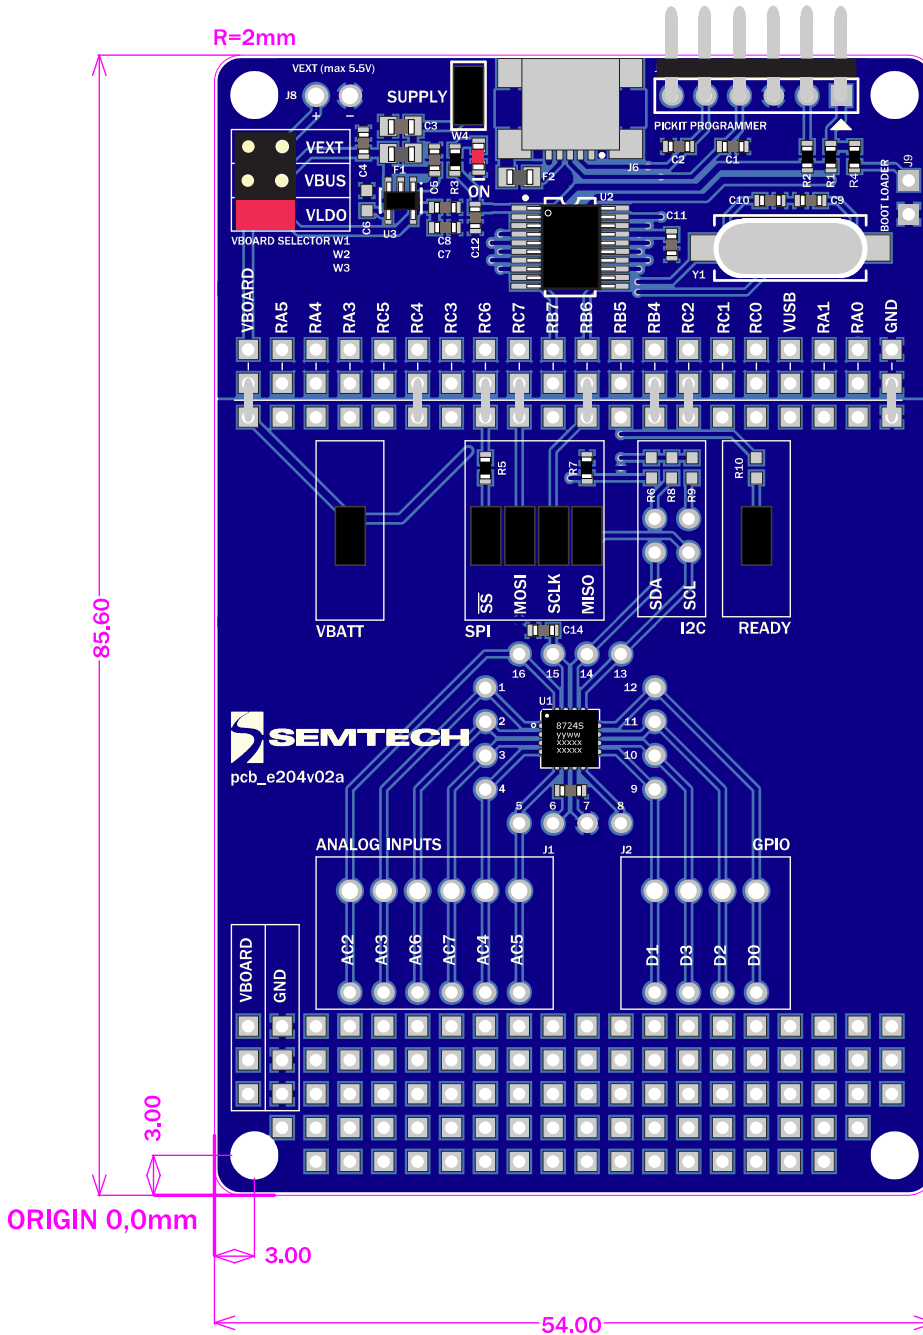 R=2mm
VEXT (max 5.5V)
J8
+ -
SUPPLY
W4
C3
C4
F1
C5
R3
L1
ON
F2
J6
C2
C1
PICKIT PROGRAMMER
R2
R1
R4
J9
BOOT LOADER
VEXT
VBUS
VLDO
VBOARD SELECTOR W1
W2
W3
C6
U3
C8
C7
C12
U2
C11
C10
C9
Y1
VBOARD
RA5
RA4
RA3
RC5
RC4
RC3
RC6
RC7
RB7
RB6
RB5
RB4
RC2
RC1
RC0
VUSB
RA1
RA0
GND
R5
R7
R6
R8
R9
R10
SS
MOSI
SCLK
MISO
SDA
SCL
VBATT
SPI
I2C
READY
C14
16 15 14 13
1
2
3
4
U1
8724S
yyww
xxxxx
xxxxx
12
11
10
9
5 6 7 8
SEMTECH
pcb_e204v02a
ANALOG INPUTS
J1
J2
GPIO
AC2
AC3
AC6
AC7
AC4
AC5
D1
D3
D2
D0
VBOARD
GND
85.60
3.00
ORIGIN 0,0mm
3.00
54.00